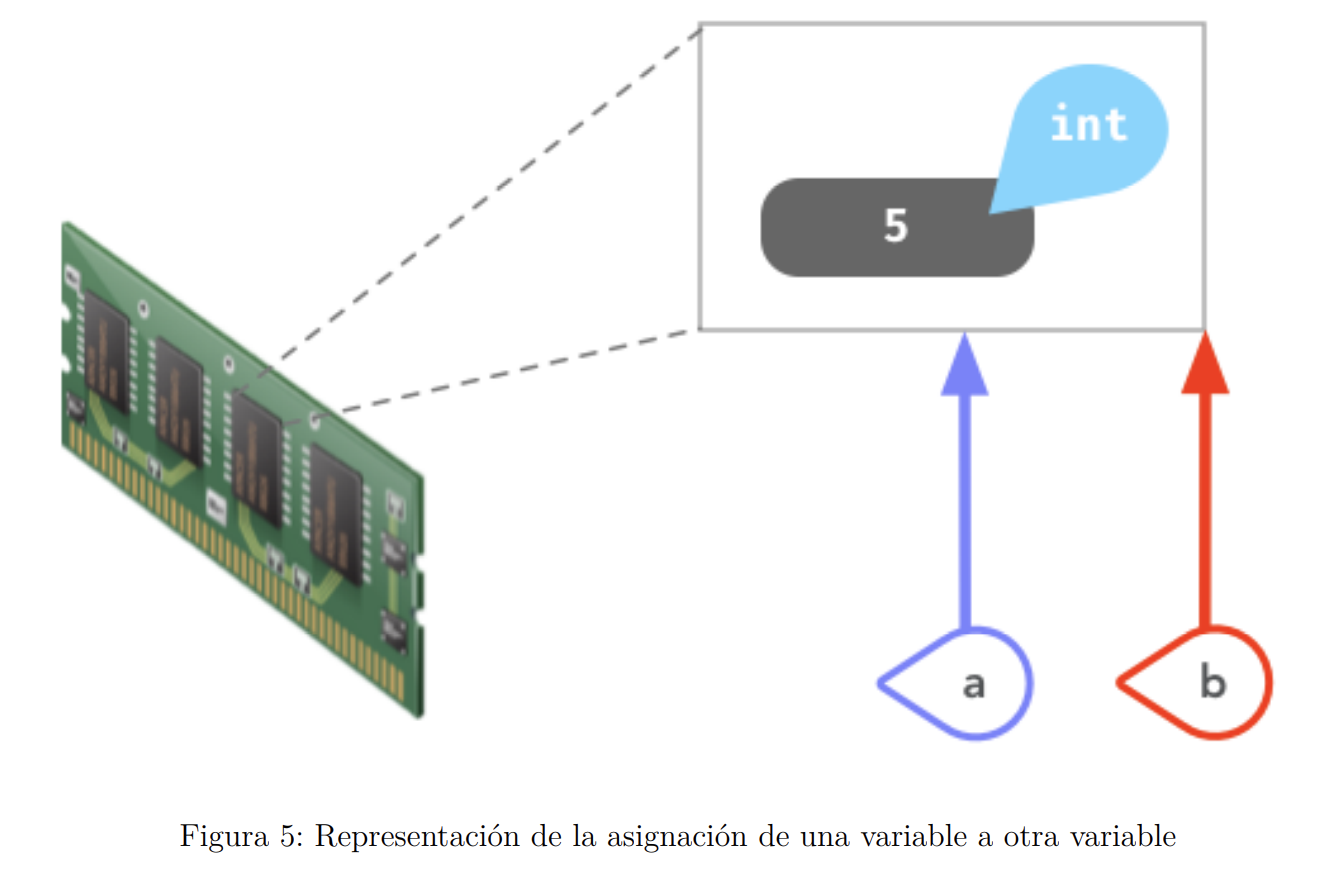 int
5
a
b
Figura 5: Representación de la asignación de una variable a otra variable